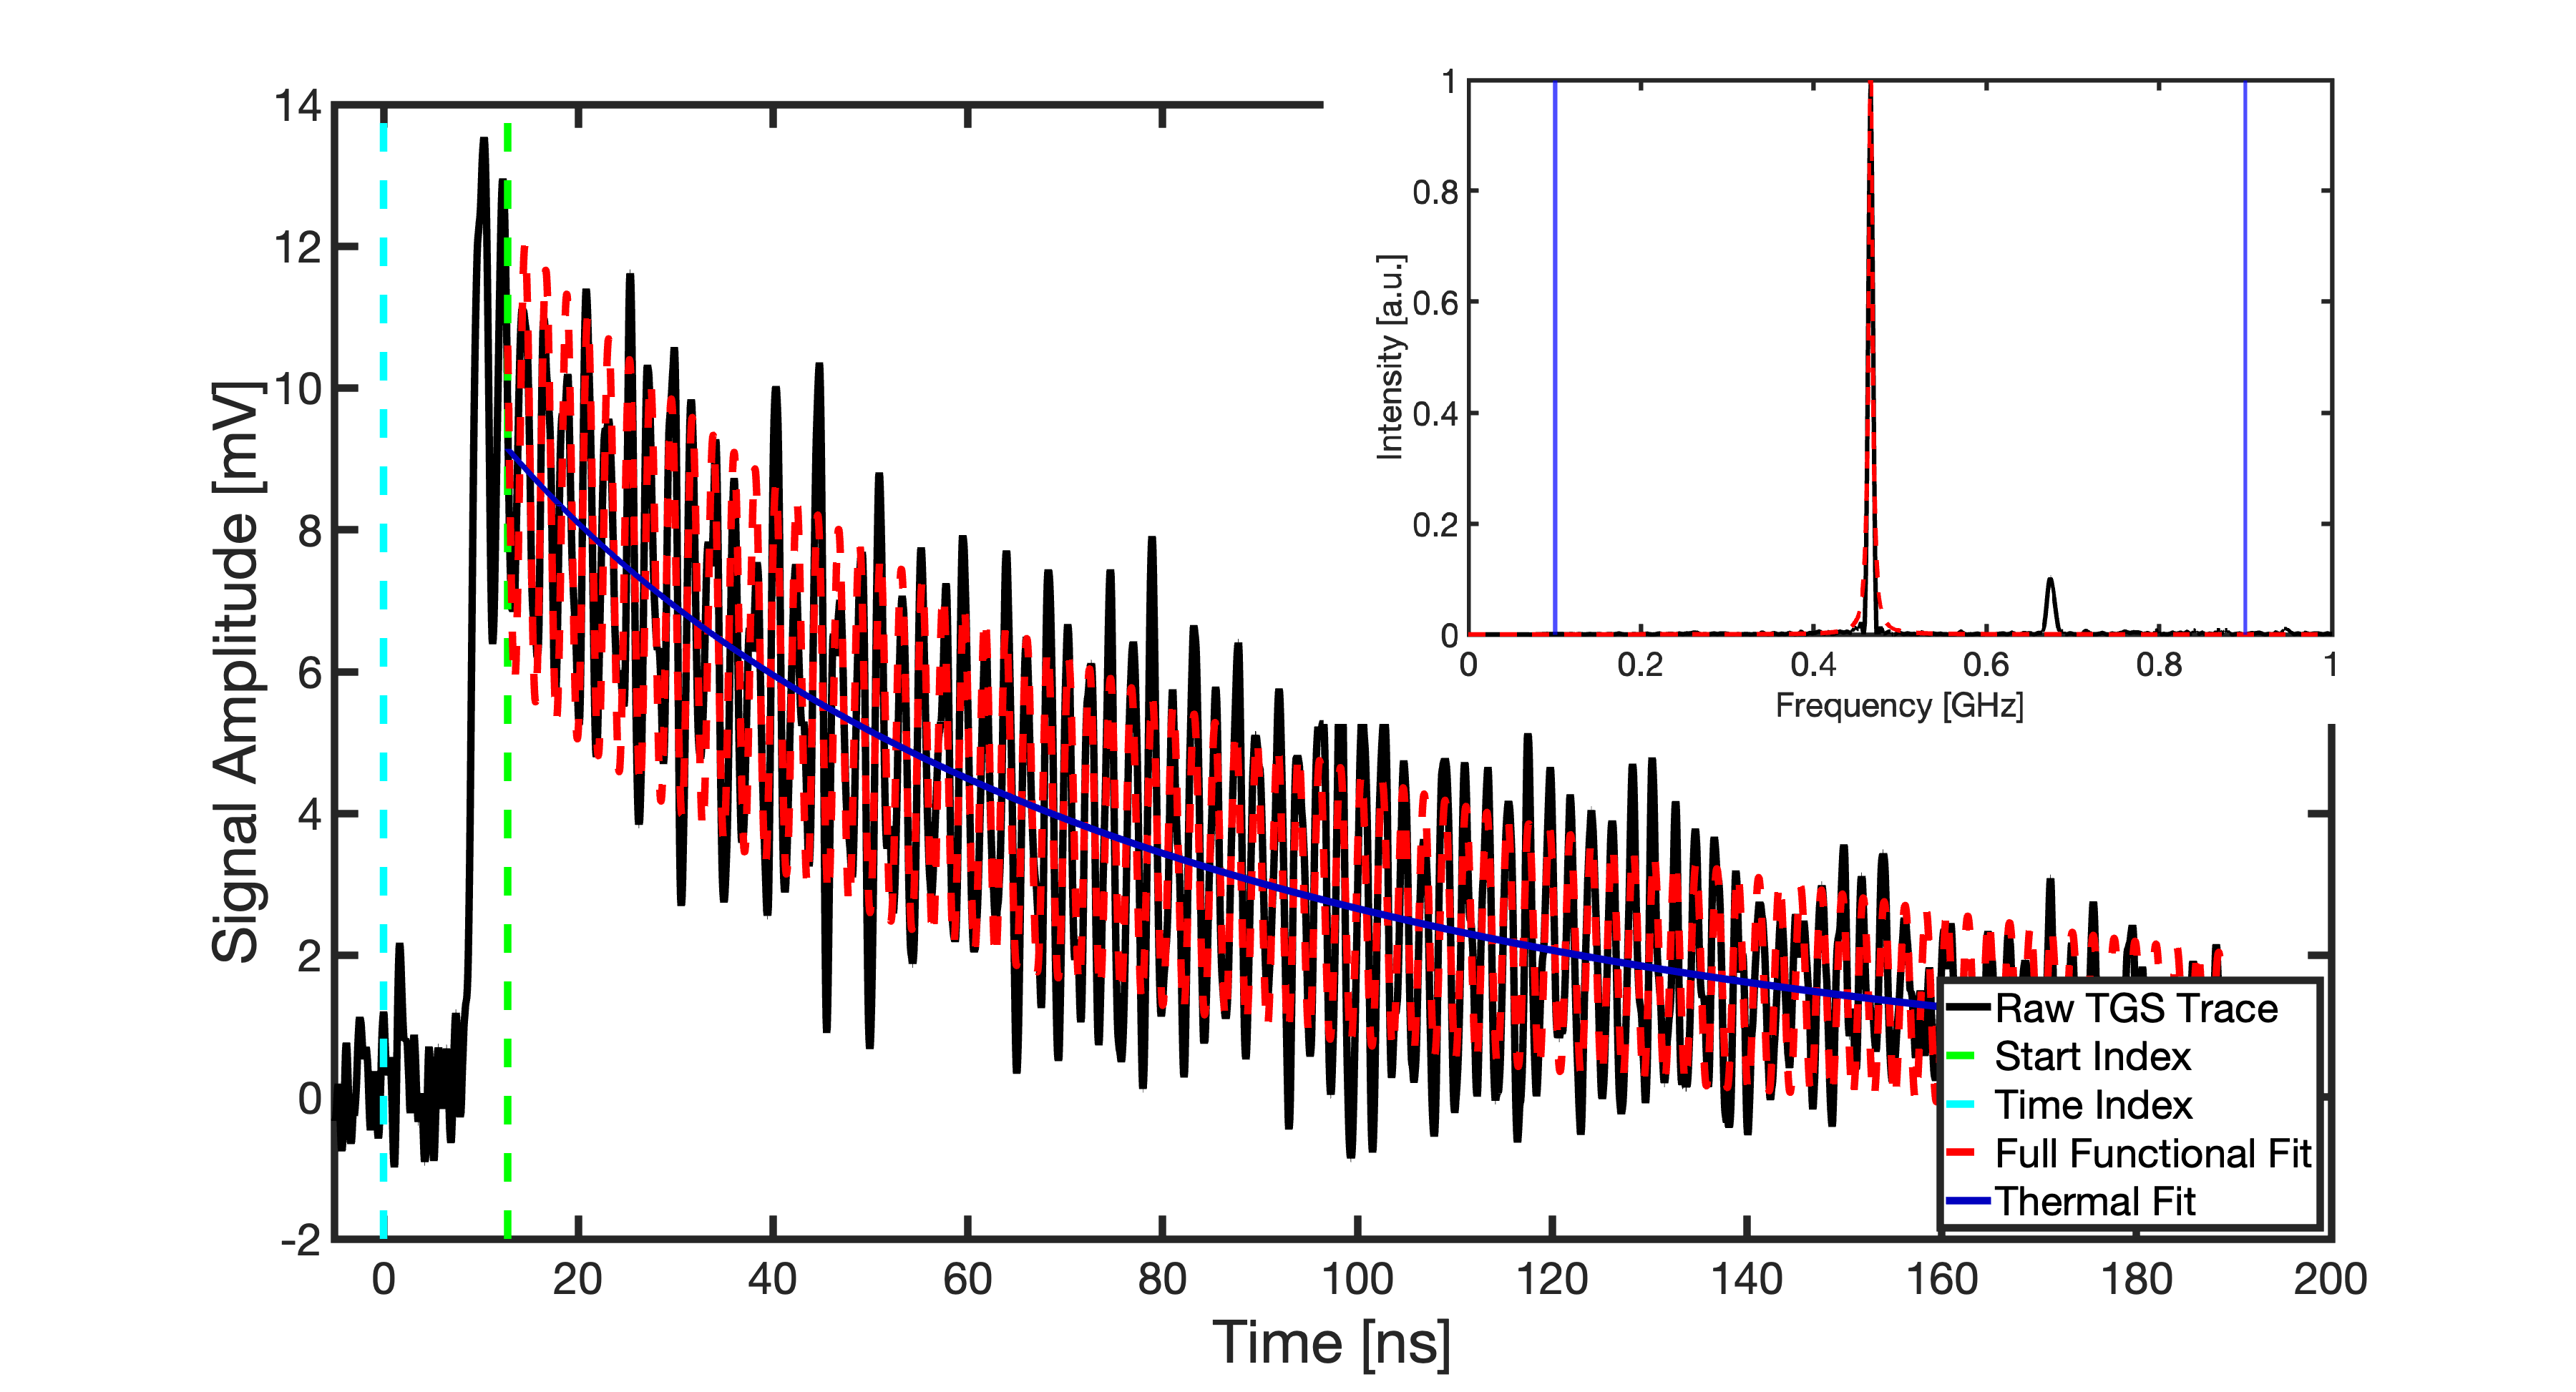 14
12
10
8
6
4
2
0
-2
Signal Amplitude [mV]
0 20 40 60 80 100 120 140 160 180 200
Time [ns]
1
0.8
0.6
0.4
0.2
0
Intensity [a.u.]
0 0.2 0.4 0.6 0.8 1
Frequency [GHz]
Raw TGS Trace
Start Index
Time Index
Full Functional Fit
Thermal Fit